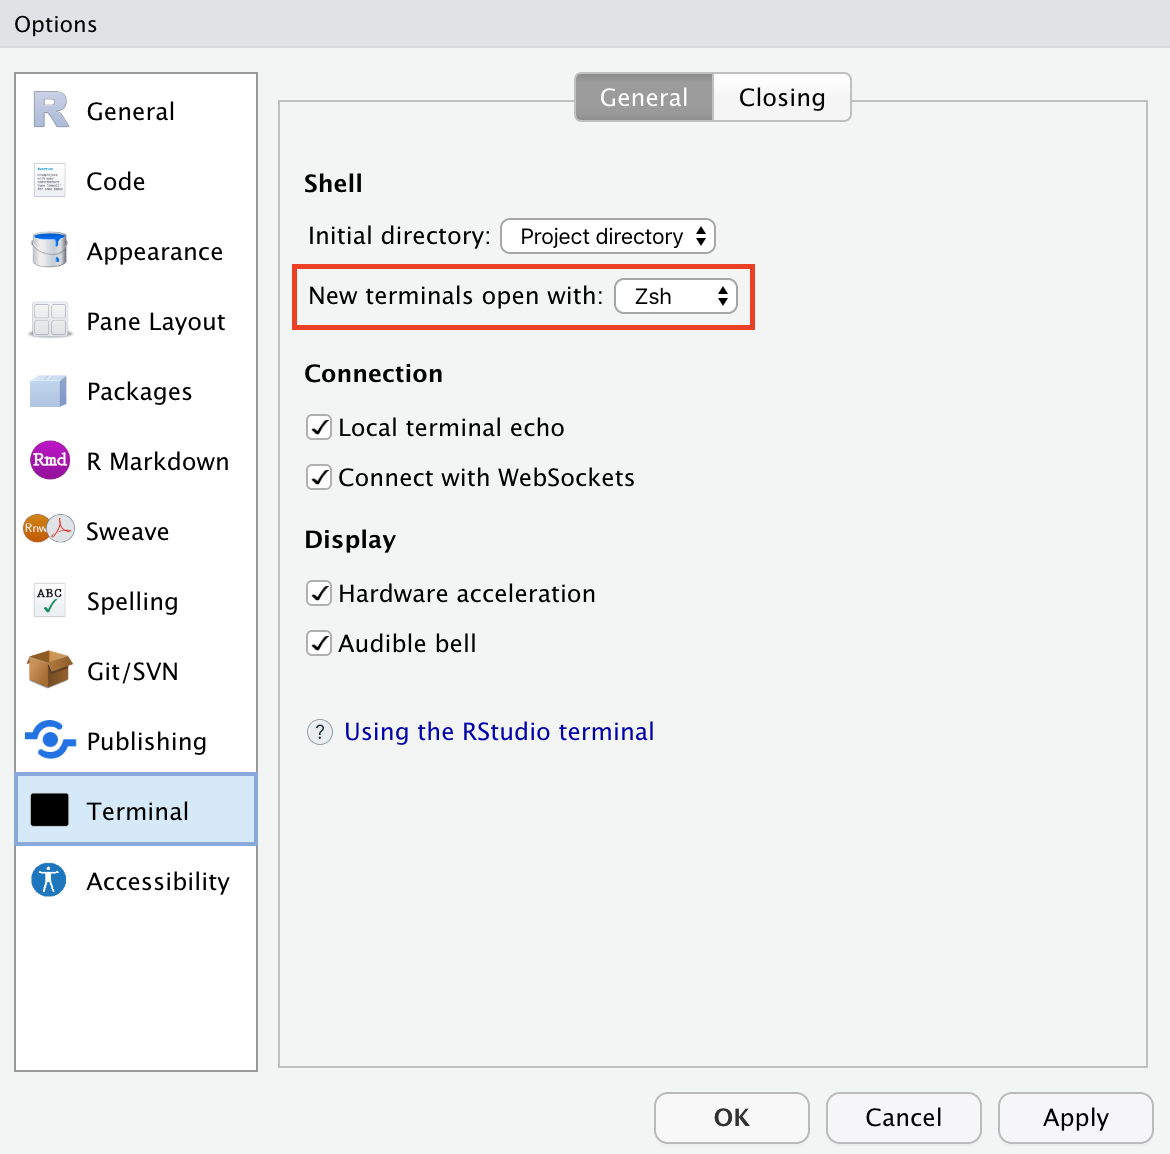 Options
General
Code
Appearance
Pane Layout
Packages
Rmd R Markdown
Rnw Sweave
ABC Spelling
Git/SVN
Publishing
Terminal
Accessibility
General Closing
Shell
Initial directory: Project directory
New terminals open with: Zsh
Connection
Local terminal echo
Connect with WebSockets
Display
Hardware acceleration
Audible bell
? Using the RStudio terminal
OK Cancel Apply